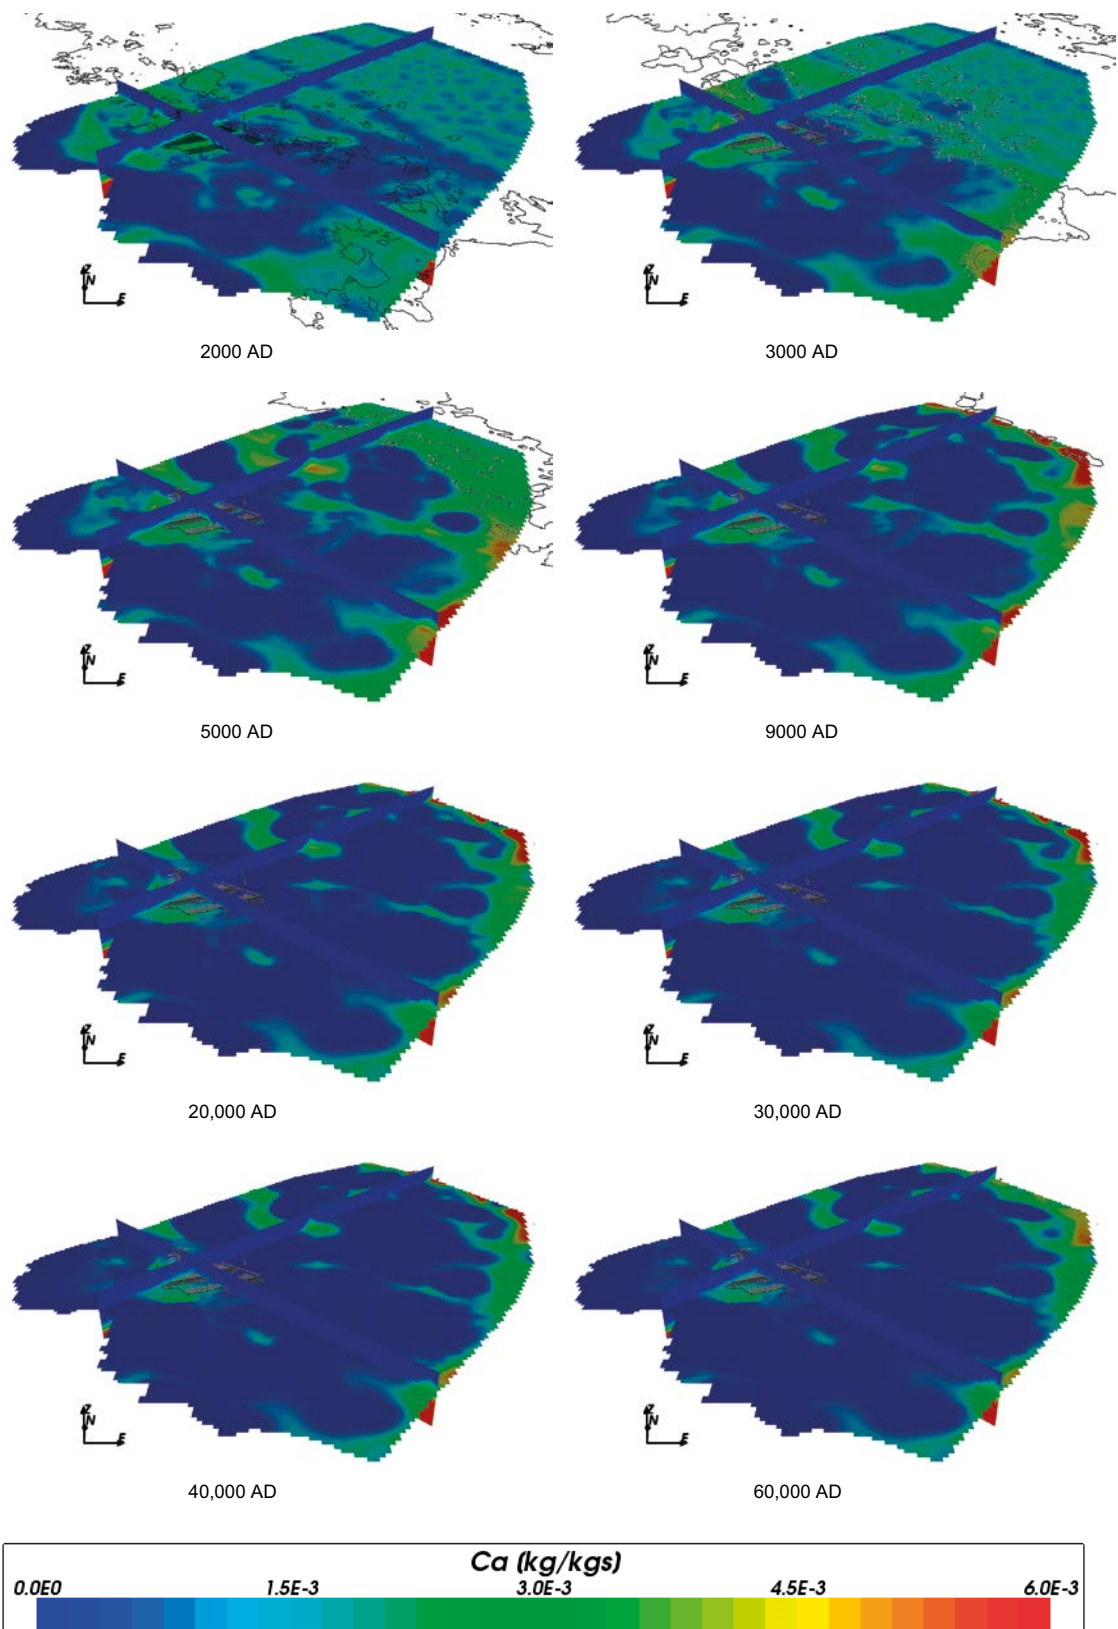 Z
N
E
Z
N
E
2000 AD
3000 AD
Z
N
E
Z
N
E
5000 AD
9000 AD
Z
N
E
Z
N
E
20,000 AD
30,000 AD
Z
N
E
Z
N
E
40,000 AD
60,000 AD
Ca (kg/kgs)
0.0E0 1.5E-3 3.0E-3 4.5E-3 6.0E-3